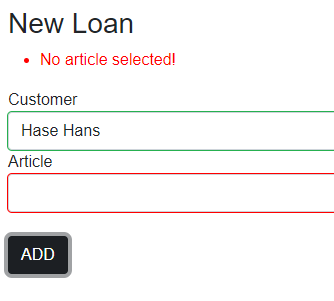 New Loan
No article selected!
Customer
Hase Hans
Article
ADD